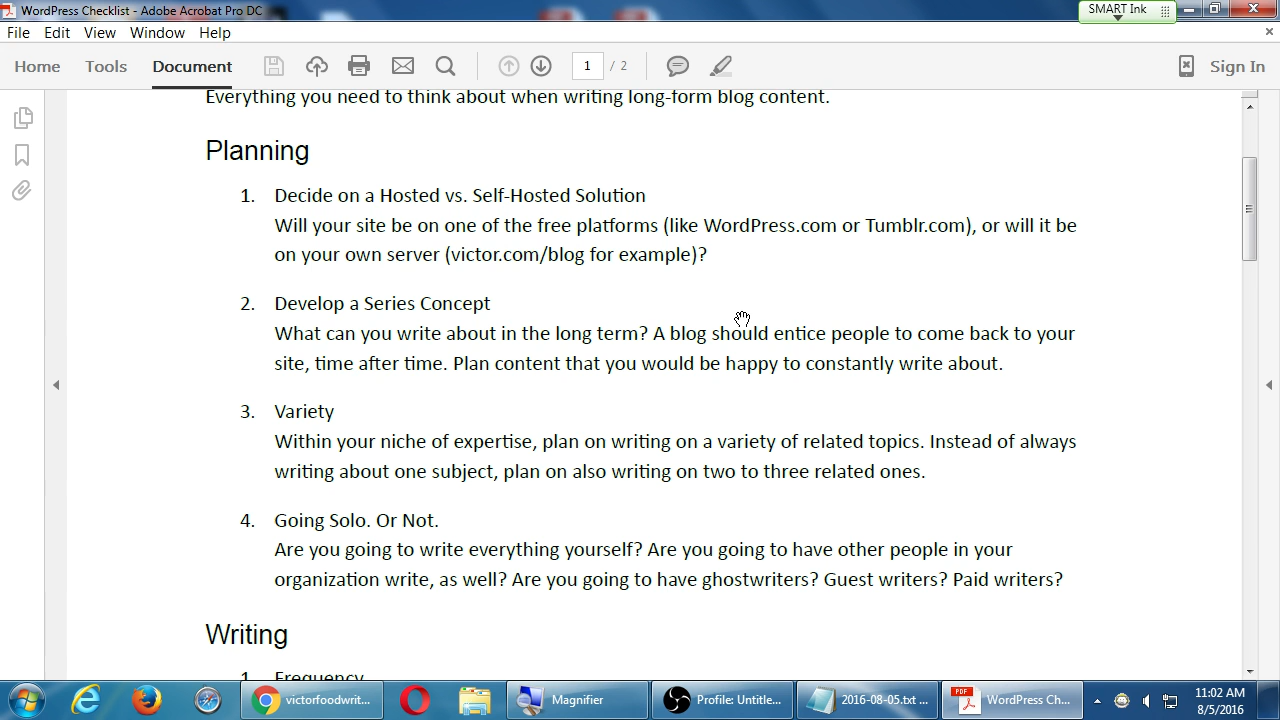 WordPress Checklist - Adobe Acrobat Pro DC
SMART Ink
File Edit View Window Help
Home Tools Document 1 / 2 Sign In
Everything you need to think about when writing long-form blog content.
Planning
1. Decide on a Hosted vs. Self-Hosted Solution
Will your site be on one of the free platforms (like WordPress.com or Tumblr.com), or will it be
on your own server (victor.com/blog for example)?
2. Develop a Series Concept
What can you write about in the long term? A blog should entice people to come back to your
site, time after time. Plan content that you would be happy to constantly write about.
3. Variety
Within your niche of expertise, plan on writing on a variety of related topics. Instead of always
writing about one subject, plan on also writing on two to three related ones.
4. Going Solo. Or Not.
Are you going to write everything yourself? Are you going to have other people in your
organization write, as well? Are you going to have ghostwriters? Guest writers? Paid writers?
Writing
1. Frequency
victorfoodwrit... Magnifier Profile: Untitle... 2016-08-05.txt ... PDF WordPress Ch... 11:02 AM
8/5/2016